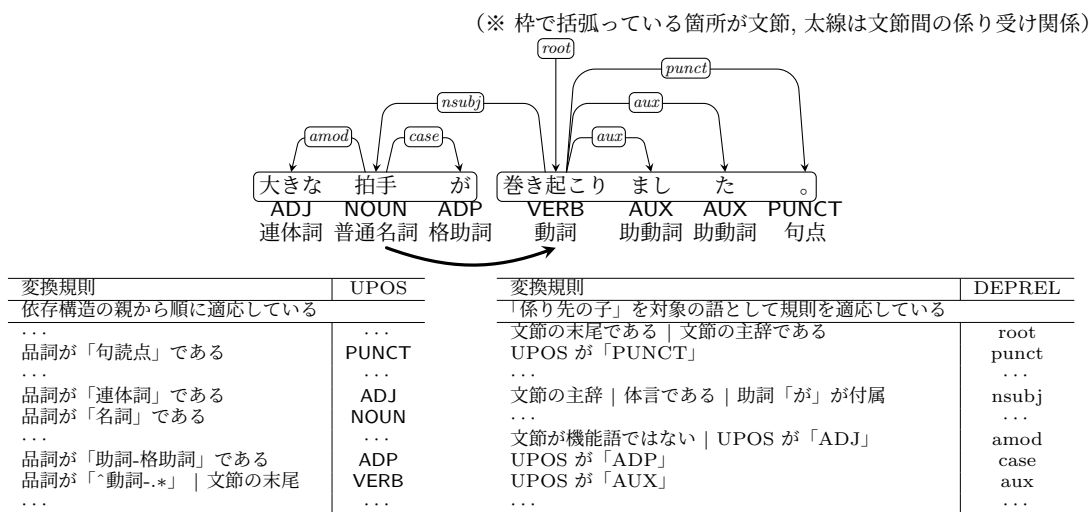 (※ 枠で括弧っている箇所が文節, 太線は文節間の係り受け関係)
root
punct
nsubj aux
amod case aux
大きな 拍手 が 巻き起こり まし た 。
ADJ NOUN ADP VERB AUX AUX PUNCT
連体詞 普通名詞 格助詞 動詞 助動詞 助動詞 句点
変換規則 UPOS
依存構造の親から順に適応している
... ...
品詞が「句読点」である PUNCT
... ...
品詞が「連体詞」である ADJ
品詞が「名詞」である NOUN
... ...
品詞が「助詞-格助詞」である ADP
品詞が「^動詞-.*」 | 文節の末尾 VERB
... ...
変換規則 DEPREL
「係り先の子」を対象の語として規則を適応している
文節の末尾である | 文節の主辞である root
UPOS が「PUNCT」 punct
... ...
文節の主辞 | 体言である | 助詞「が」が付属 nsubj
... ...
文節が機能語ではない | UPOS が「ADJ」 amod
UPOS が「ADP」 case
UPOS が「AUX」 aux
... ...